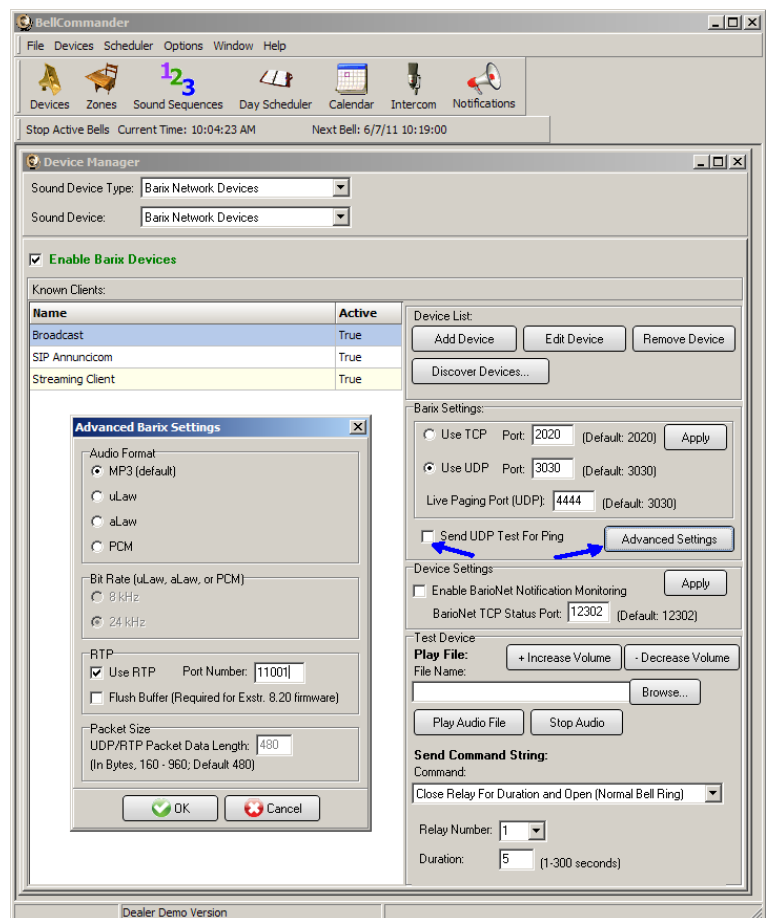 BellCommander
File Devices Scheduler Options Window Help
123
Devices Zones Sound Sequences Day Scheduler Calendar Intercom Notifications
Stop Active Bells Current Time: 10:04:23 AM Next Bell: 6/7/11 10:19:00
Device Manager
Sound Device Type: Barix Network Devices
Sound Device: Barix Network Devices
Enable Barix Devices
Known Clients:
Name Active
Broadcast True
SIP Annuncicom True
Streaming Client True
Device List:
Add Device Edit Device Remove Device
Discover Devices...
Barix Settings:
Use TCP Port: 2020 (Default: 2020) Apply
Use UDP Port: 3030 (Default: 3030)
Live Paging Port (UDP): 4444 (Default: 3030)
Send UDP Test For Ping Advanced Settings
Device Settings
Enable BarioNet Notification Monitoring Apply
BarioNet TCP Status Port: 12302 (Default: 12302)
Test Device
Play File: + Increase Volume - Decrease Volume
File Name:
Browse...
Play Audio File Stop Audio
Send Command String:
Command:
Close Relay For Duration and Open (Normal Bell Ring)
Relay Number: 1
Duration: 5 (1-300 seconds)
Advanced Barix Settings
Audio Format
MP3 (default)
uLaw
aLaw
PCM
Bit Rate (uLaw, aLaw, or PCM)
8 kHz
24 kHz
RTP
Use RTP Port Number: 11001
Flush Buffer (Required for Exstr. 8.20 firmware)
Packet Size
UDP/RTP Packet Data Length: 480
(In Bytes, 160 - 960; Default 480)
OK Cancel
Dealer Demo Version